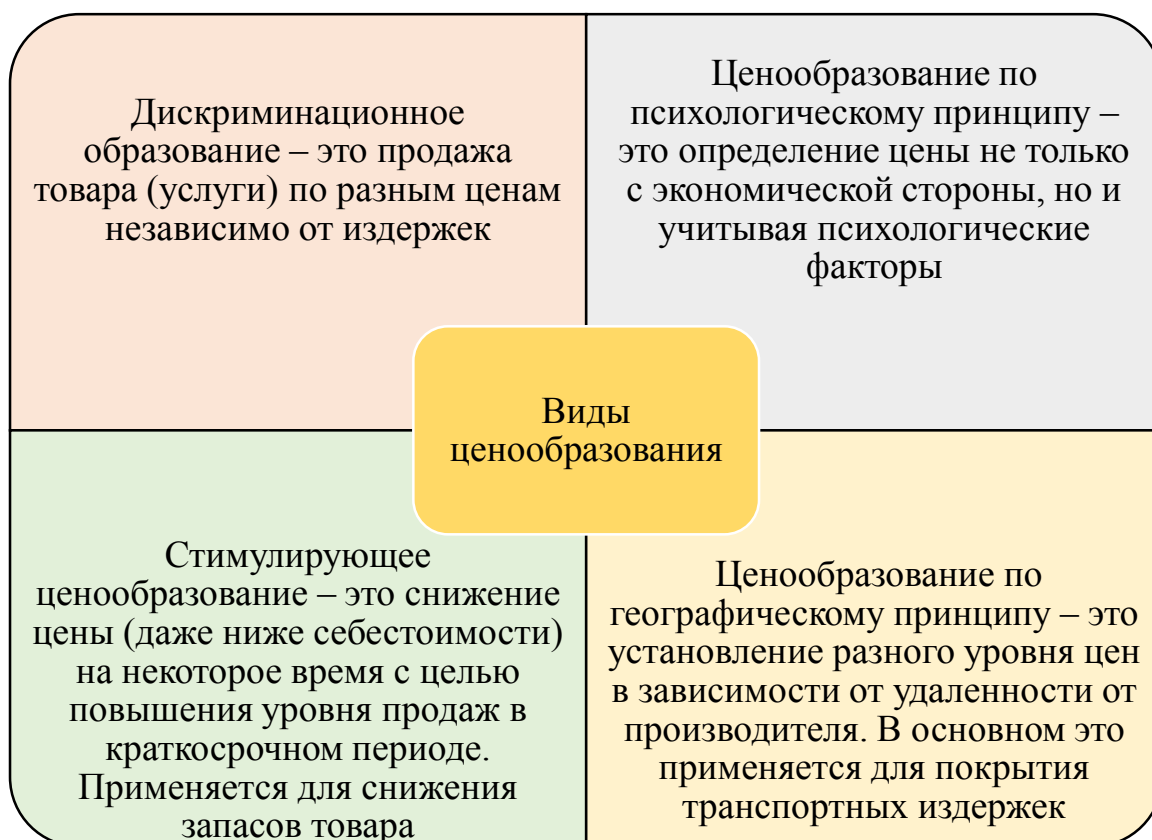 Дискриминационное
образование – это продажа
товара (услуги) по разным ценам
независимо от издержек
Ценообразование по
психологическому принципу –
это определение цены не только
с экономической стороны, но и
учитывая психологические
факторы
Виды
ценообразования
Стимулирующее
ценообразование – это снижение
цены (даже ниже себестоимости)
на некоторое время с целью
повышения уровня продаж в
краткосрочном периоде.
Применяется для снижения
запасов товара
Ценообразование по
географическому принципу – это
установление разного уровня цен
в зависимости от удаленности от
производителя. В основном это
применяется для покрытия
транспортных издержек